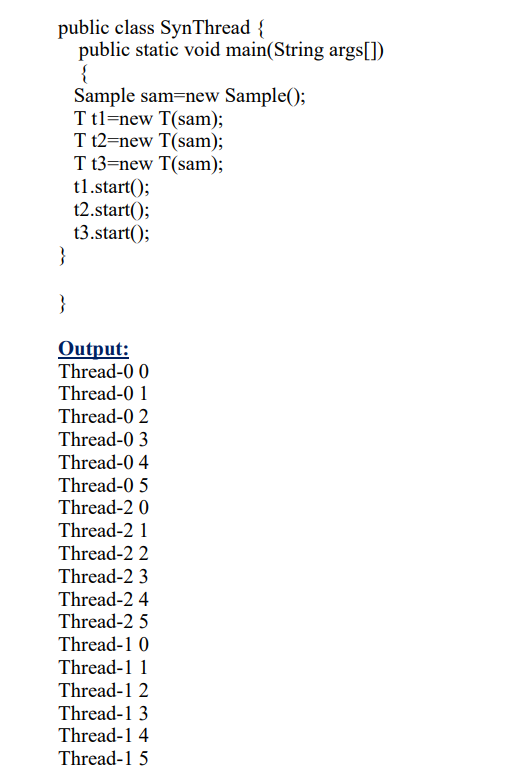 public class SynThread {
public static void main(String args[])
{
Sample sam=new Sample();
T t1=new T(sam);
T t2=new T(sam);
T t3=new T(sam);
t1.start();
t2.start();
t3.start();
}
}
Output:
Thread-0 0
Thread-0 1
Thread-0 2
Thread-0 3
Thread-0 4
Thread-0 5
Thread-2 0
Thread-2 1
Thread-2 2
Thread-2 3
Thread-2 4
Thread-2 5
Thread-1 0
Thread-1 1
Thread-1 2
Thread-1 3
Thread-1 4
Thread-1 5